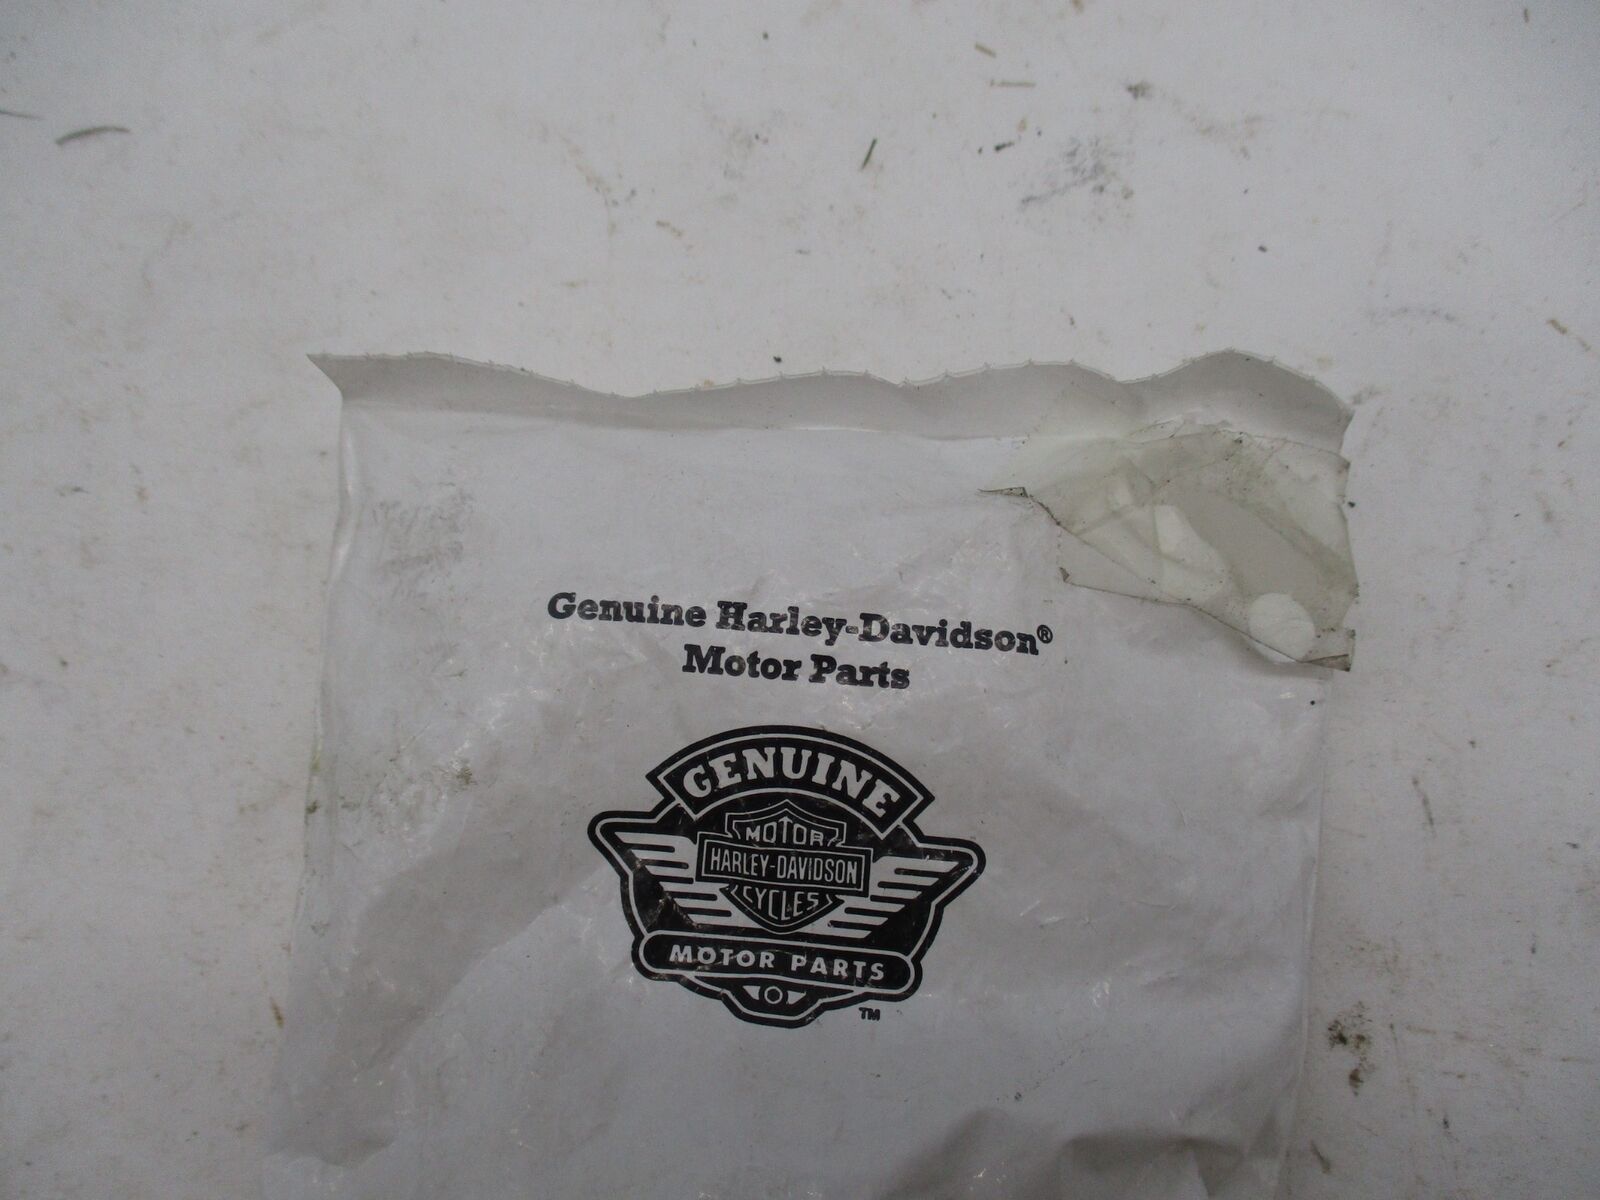 Genuine Harley-Davidson®
Motor Parts
GENUINE
MOTOR
HARLEY-DAVIDSON
CYCLES
MOTOR PARTS
TM